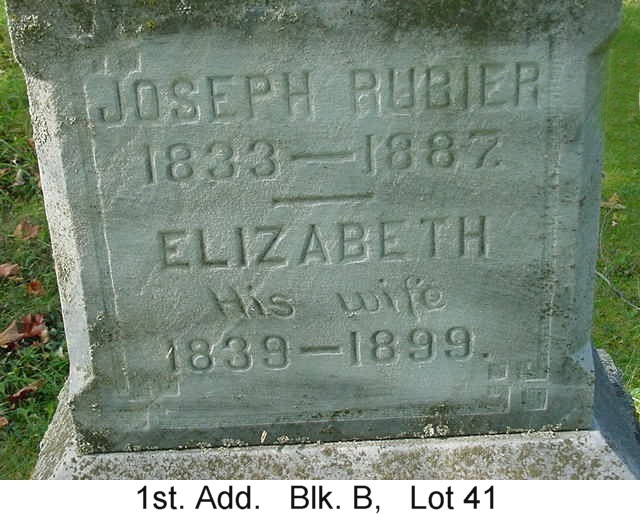 JOSEPH RUBIER
1833—1887
ELIZABETH
His wife
1839—1899.
1st. Add. Blk. B, Lot 41